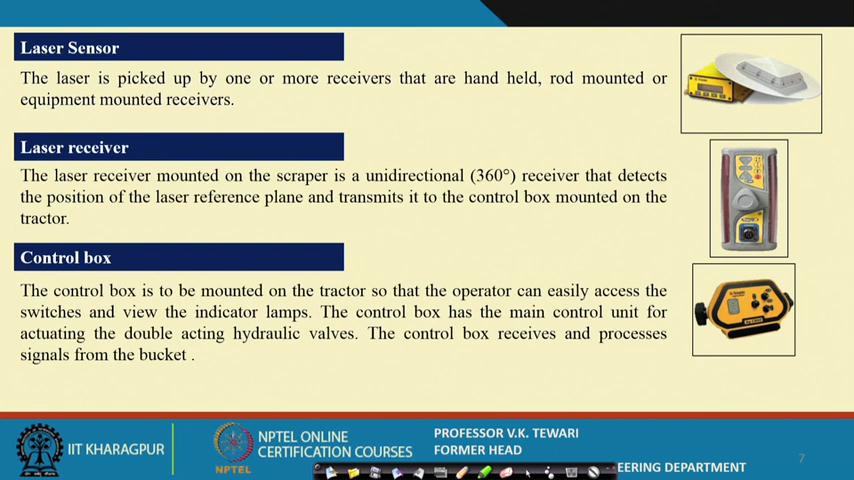 Laser Sensor
The laser is picked up by one or more receivers that are hand held, rod mounted or
equipment mounted receivers.
Laser receiver
The laser receiver mounted on the scraper is a unidirectional (360°) receiver that detects
the position of the laser reference plane and transmits it to the control box mounted on the
tractor.
Control box
The control box is to be mounted on the tractor so that the operator can easily access the
switches and view the indicator lamps. The control box has the main control unit for
actuating the double acting hydraulic valves. The control box receives and processes
signals from the bucket .
IIT KHARAGPUR
NPTEL
NPTEL ONLINE
CERTIFICATION COURSES
PROFESSOR V.K. TEWARI
FORMER HEAD
EERING DEPARTMENT
7